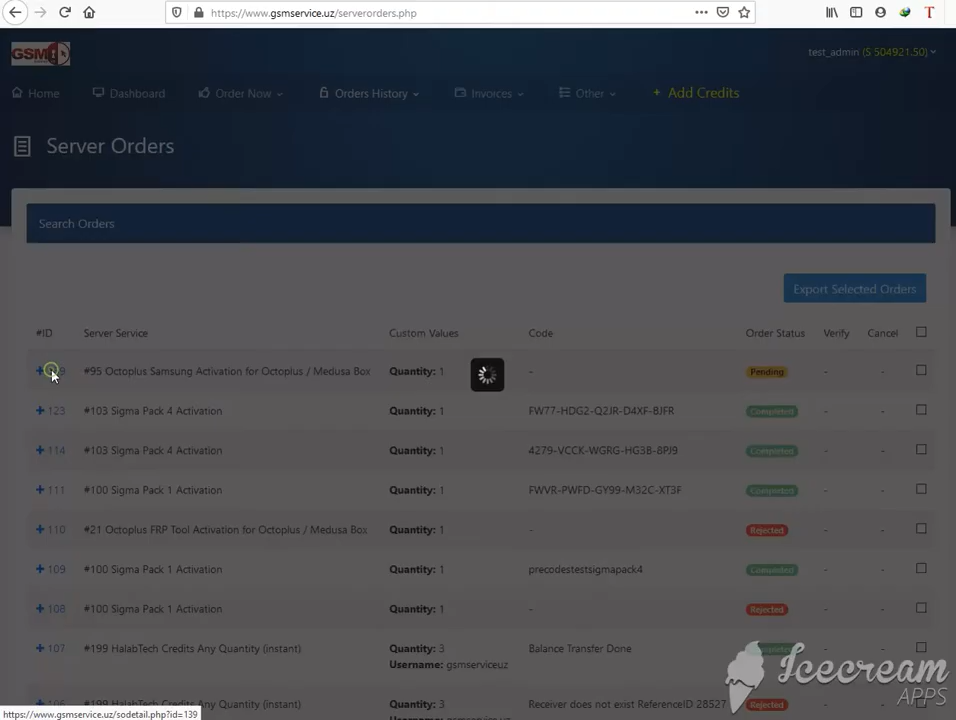 https://www.gsmservice.uz/serverorders.php
GSM
test_admin ($ 504921.50)
Home
Dashboard
Order Now
Orders History
Invoices
Other
+ Add Credits
Server Orders
Search Orders
Export Selected Orders
#ID Server Service Custom Values Code Order Status Verify Cancel
#95 Octoplus Samsung Activation for Octoplus / Medusa Box Quantity: 1 - Pending - -
+ 123 #103 Sigma Pack 4 Activation Quantity: 1 FW77-HDG2-Q2JR-D4XF-8JFR Completed - -
+ 114 #103 Sigma Pack 4 Activation Quantity: 1 4279-VCCK-WGRG-HG3B-8PJ9 Completed - -
+ 111 #100 Sigma Pack 1 Activation Quantity: 1 FWVR-PWFD-GY99-M32C-XT3F Completed - -
+ 110 #21 Octoplus FRP Tool Activation for Octoplus / Medusa Box Quantity: 1 - Rejected - -
+ 109 #100 Sigma Pack 1 Activation Quantity: 1 precodestestsigmapack4 Completed - -
+ 108 #100 Sigma Pack 1 Activation Quantity: 1 - Rejected - -
+ 107 #199 HalabTech Credits Any Quantity (instant) Quantity: 3 Balance Transfer Done Completed - -
Username: gsmserviceuz
+ 106 #199 HalabTech Credits Any Quantity (instant) Quantity: 3 Receiver does not exist ReferenceID 28527 Rejected
Icecream
APPS
https://www.gsmservice.uz/sodetail.php?id=139